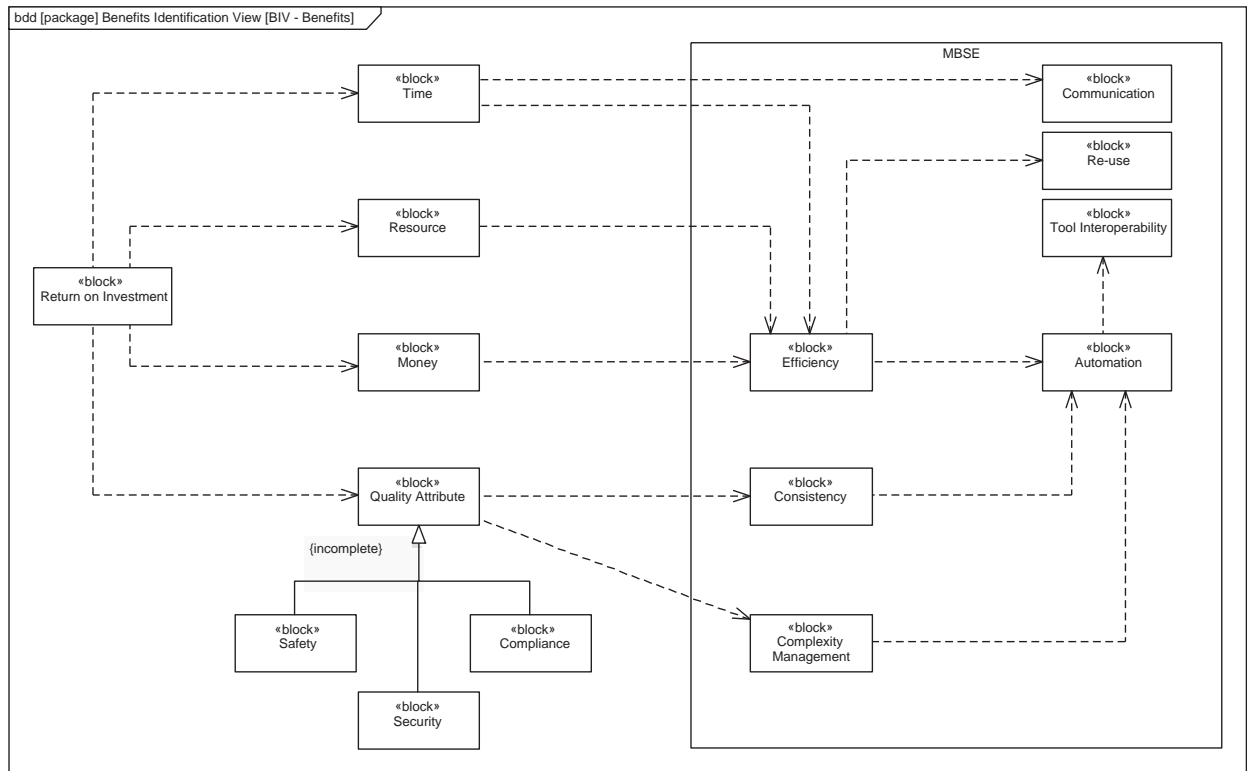 bdd [package] Benefits Identification View [BIV - Benefits]
MBSE
«block»
Time
«block»
Communication
«block»
Re-use
«block»
Resource
«block»
Tool Interoperability
«block»
Return on Investment
«block»
Money
«block»
Efficiency
«block»
Automation
«block»
Quality Attribute
«block»
Consistency
{incomplete}
«block»
Safety
«block»
Compliance
«block»
Complexity
Management
«block»
Security